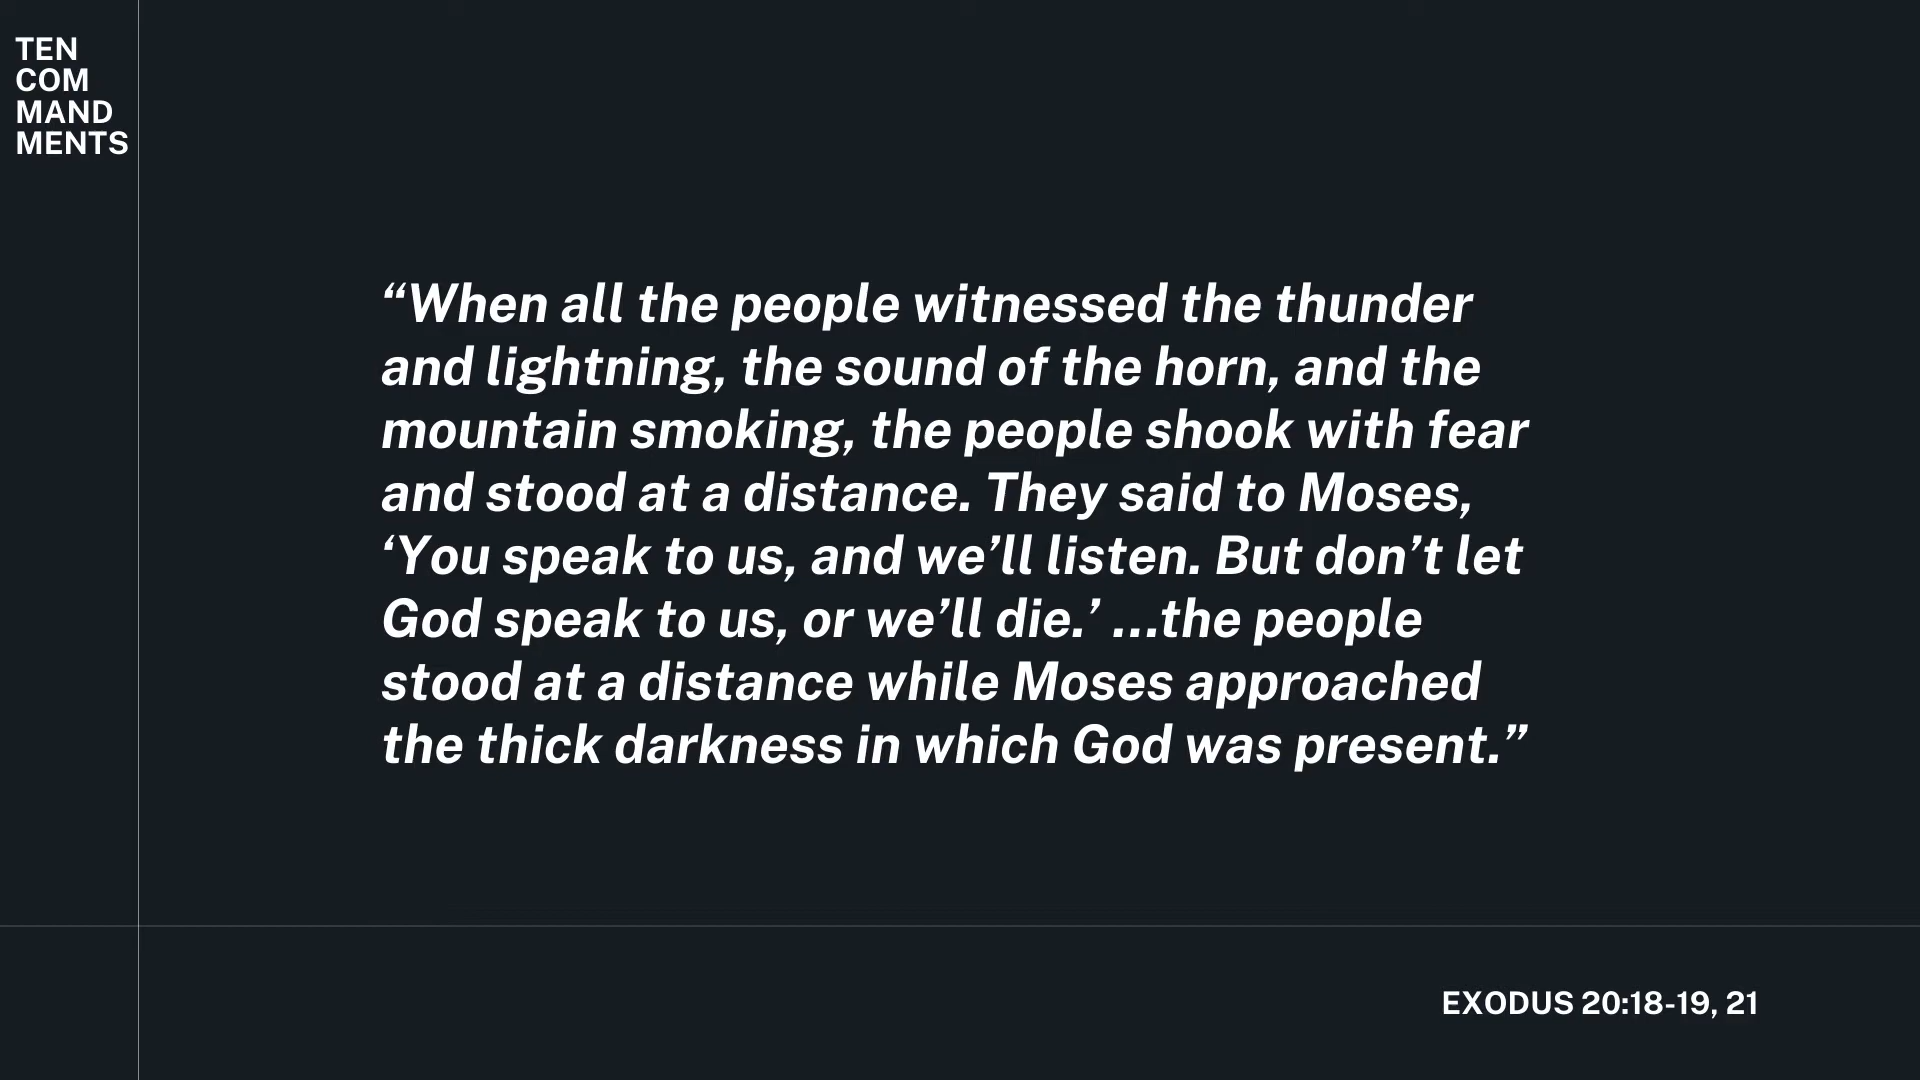 TEN
COM
MAND
MENTS
“When all the people witnessed the thunder
and lightning, the sound of the horn, and the
mountain smoking, the people shook with fear
and stood at a distance. They said to Moses,
‘You speak to us, and we’ll listen. But don’t let
God speak to us, or we’ll die.’ ...the people
stood at a distance while Moses approached
the thick darkness in which God was present.”
EXODUS 20:18-19, 21